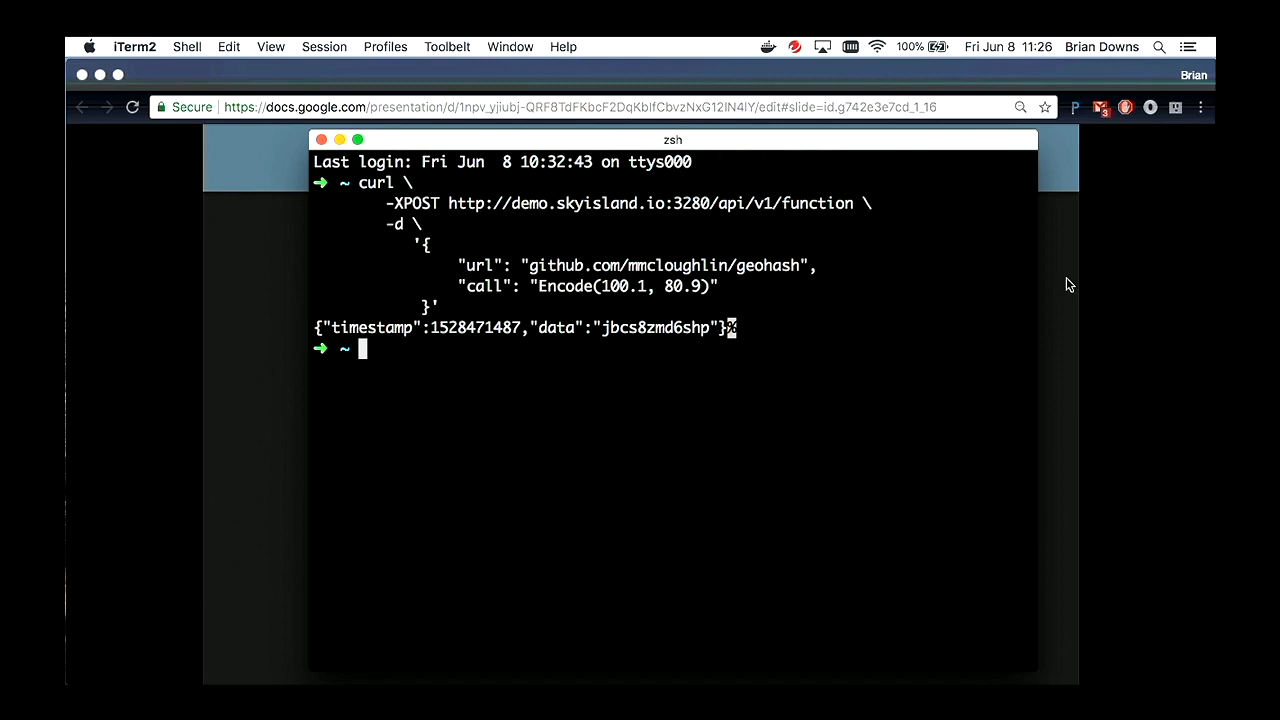 iTerm2 Shell Edit View Session Profiles Toolbelt Window Help 100% Fri Jun 8 11:26 Brian Downs
Brian
Secure https://docs.google.com/presentation/d/1npv_yjiubj-QRF8TdFKbcF2DqKbIfCbvzNxG12IN4IY/edit#slide=id.g742e3e7cd_1_16
zsh
Last login: Fri Jun  8 10:32:43 on ttys000
➜ ~ curl \
-XPOST http://demo.skyisland.io:3280/api/v1/function \
-d \
'{
"url": "github.com/mmcloughlin/geohash",
"call": "Encode(100.1, 80.9)"
}'
{"timestamp":1528471487,"data":"jbcs8zmd6shp"}%
➜ ~